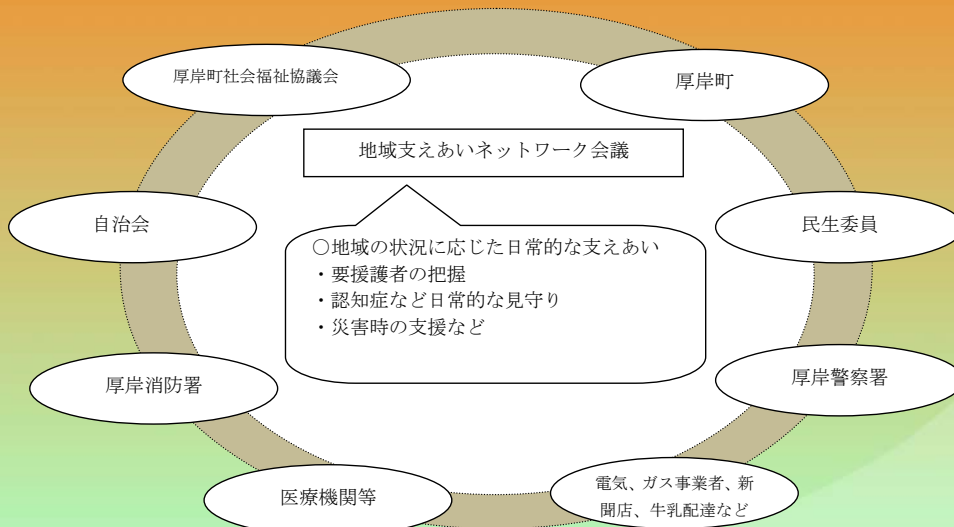 厚岸町社会福祉協議会
厚岸町
地域支えあいネットワーク会議
自治会
民生委員
〇地域の状況に応じた日常的な支えあい
・要援護者の把握
・認知症など日常的な見守り
・災害時の支援など
厚岸消防署
厚岸警察署
医療機関等
電気、ガス事業者、新
聞店、牛乳配達など